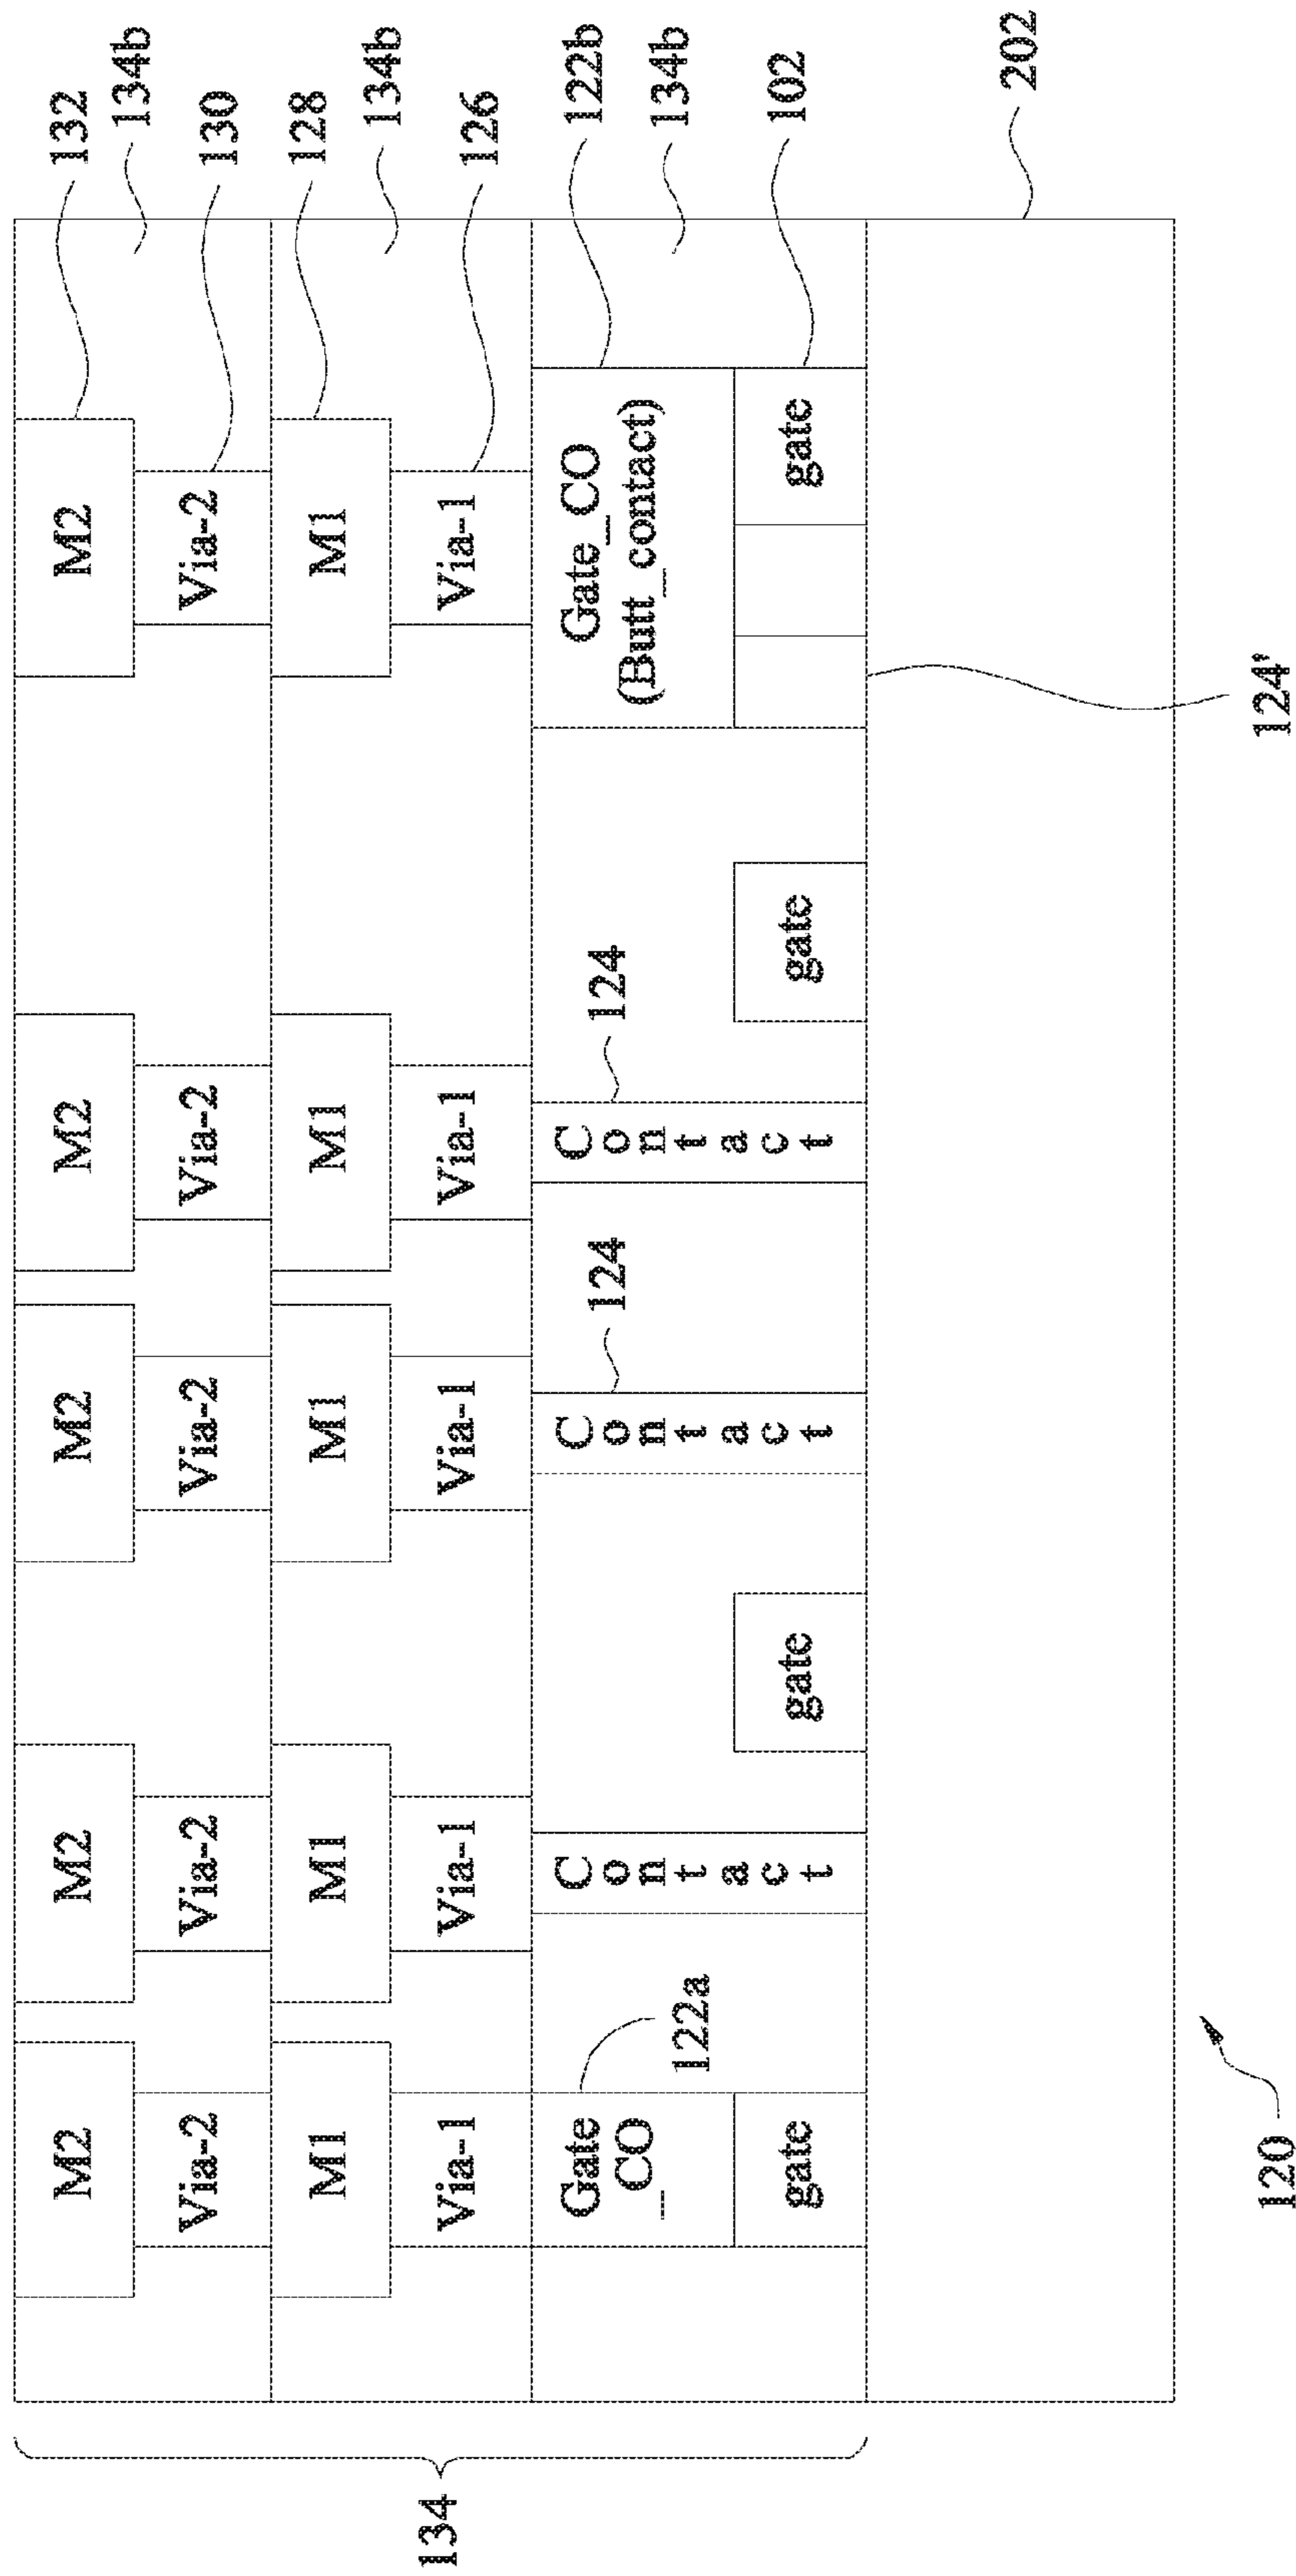 134
M2 M2 M2 M2 M2
132
134b
Via-2 Via-2 Via-2 Via-2 Via-2
130
M1 M1 M1 M1 M1
128
134b
Via-1 Via-1 Via-1 Via-1 Via-1
126
Gate
_CO
122a
Contact
Contact
124
Contact
124
Gate_CO
(Butt_contact)
122b
134b
gate gate gate gate
102
202
124'
120